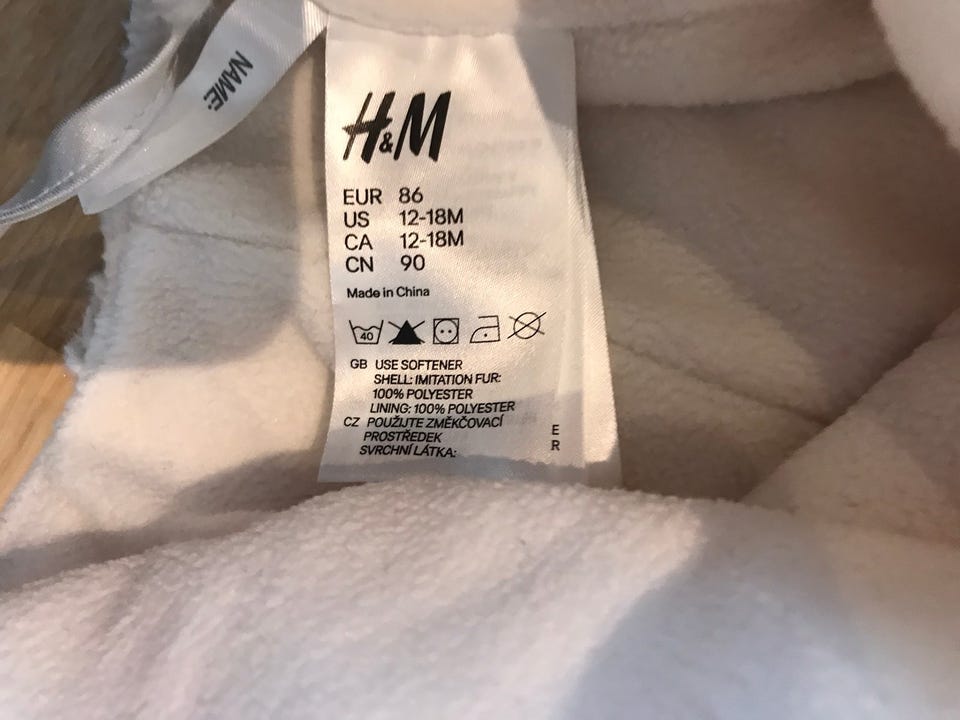 NAME:
H&M
EUR 86
US 12-18M
CA 12-18M
CN 90
Made in China
40
GB USE SOFTENER
SHELL: IMITATION FUR:
100% POLYESTER
LINING: 100% POLYESTER
CZ POUŽIJTE ZMĚKČOVACÍ
PROSTŘEDEK
SVRCHNÍ LÁTKA:
E
R